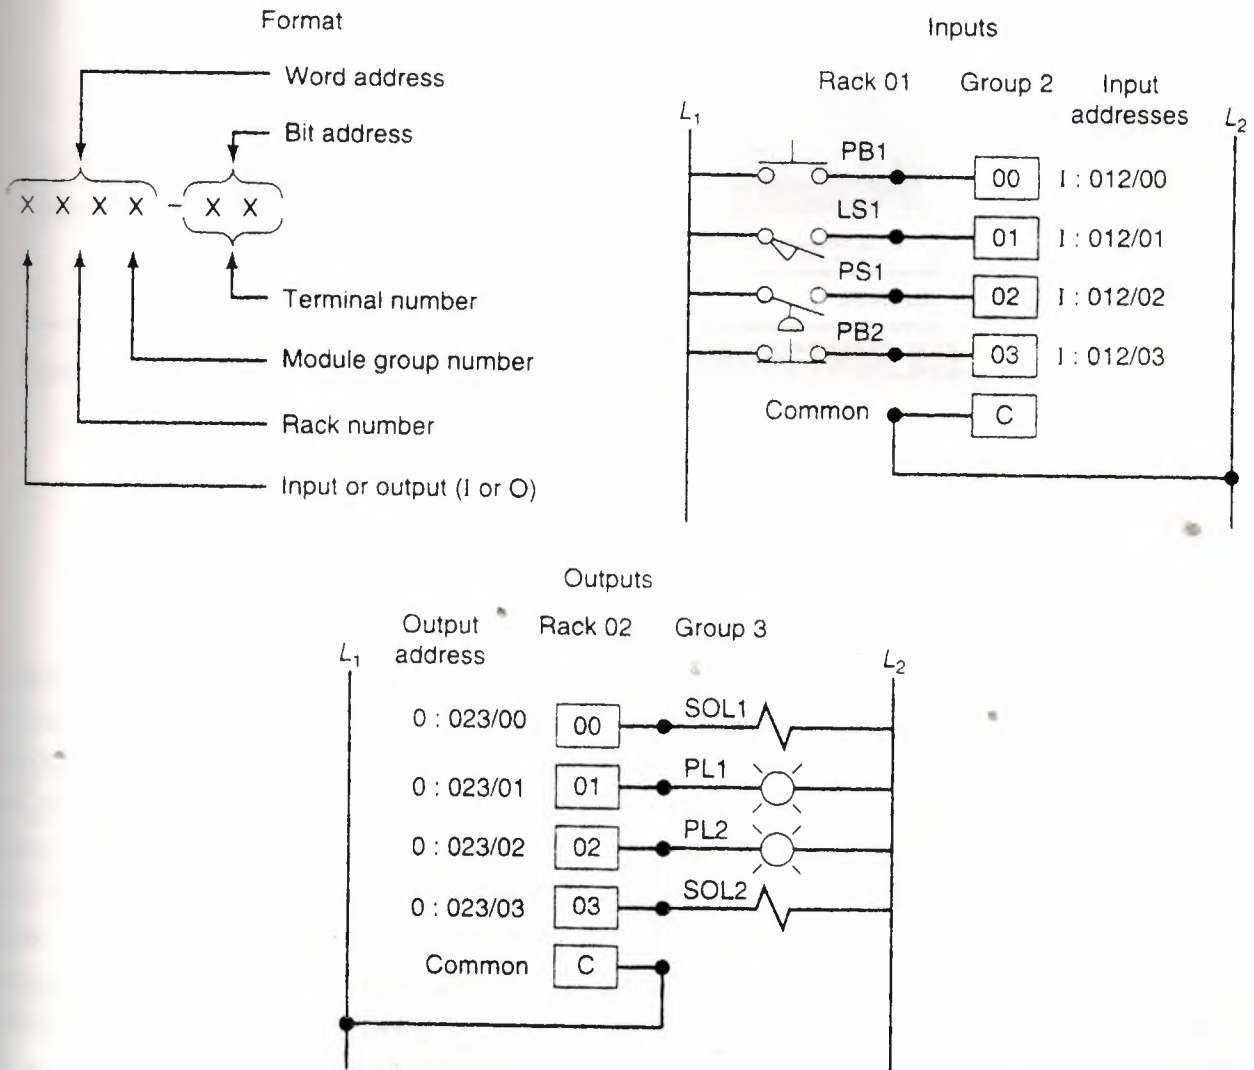 Format
Word address
Bit address
X X X X - X X
Terminal number
Module group number
Rack number
Input or output (I or O)
Inputs
Rack 01 Group 2 Input addresses
L1 L2
PB1 00 I : 012/00
LS1 01 I : 012/01
PS1 02 I : 012/02
PB2 03 I : 012/03
Common C
Outputs
Output address Rack 02 Group 3
L1 L2
0 : 023/00 00 SOL1
0 : 023/01 01 PL1
0 : 023/02 02 PL2
0 : 023/03 03 SOL2
Common C